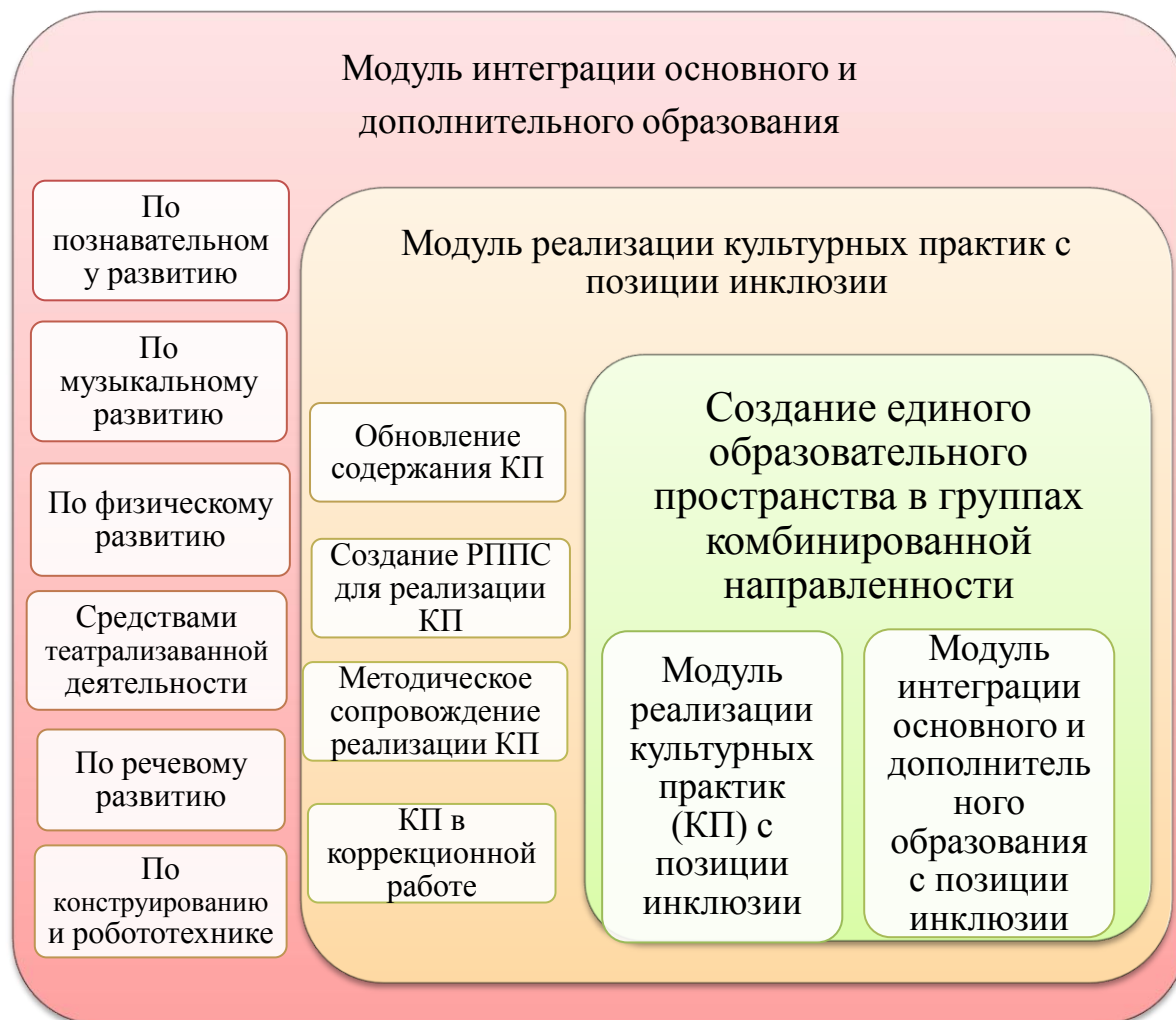 Модуль интеграции основного и
дополнительного образования
По
познавательном
у развитию
По
музыкальному
развитию
По физическому
развитию
Средствами
театрализаванной
деятельности
По речевому
развитию
По
конструированию
и робототехнике
Модуль реализации культурных практик с
позиции инклюзии
Обновление
содержания КП
Создание РППС
для реализации
КП
Методическое
сопровождение
реализации КП
КП в
коррекционной
работе
Создание единого
образовательного
пространства в группах
комбинированной
направленности
Модуль
реализации
культурных
практик
(КП) с
позиции
инклюзии
Модуль
интеграции
основного и
дополнитель
ного
образования
с позиции
инклюзии